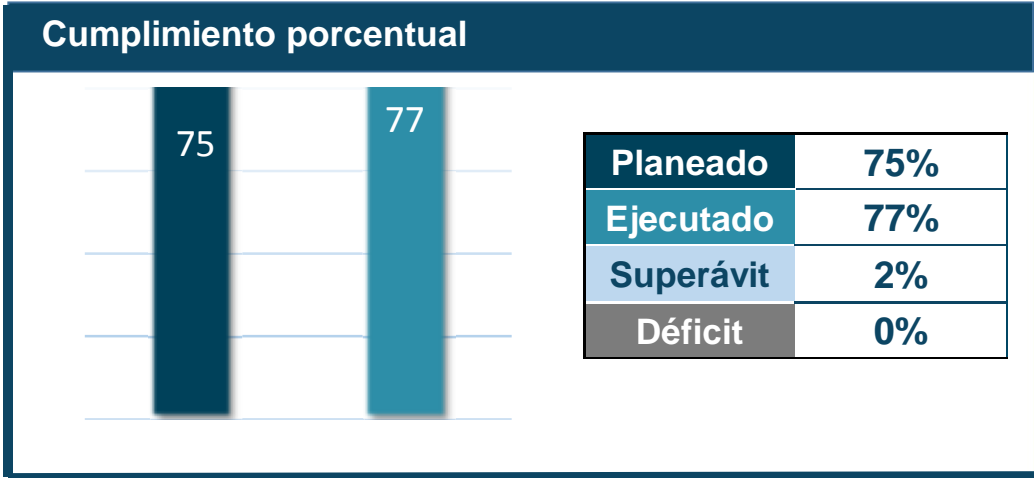 Cumplimiento porcentual
75
77
Planeado 75%
Ejecutado 77%
Superávit 2%
Déficit 0%